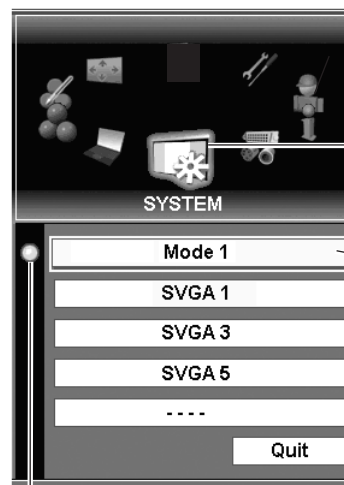 SYSTEM
Mode 1
SVGA 1
SVGA 3
SVGA 5
- - - -
Quit